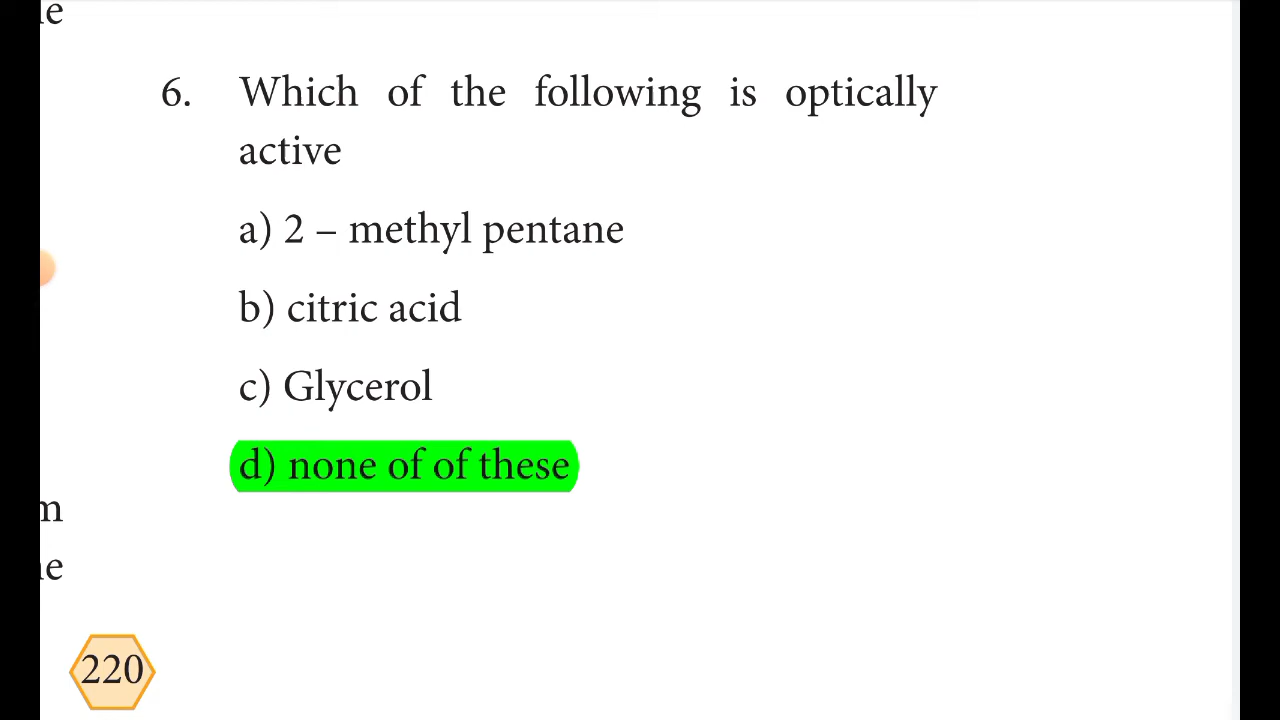 6. Which of the following is optically
active
a) 2 – methyl pentane
b) citric acid
c) Glycerol
d) none of of these
220